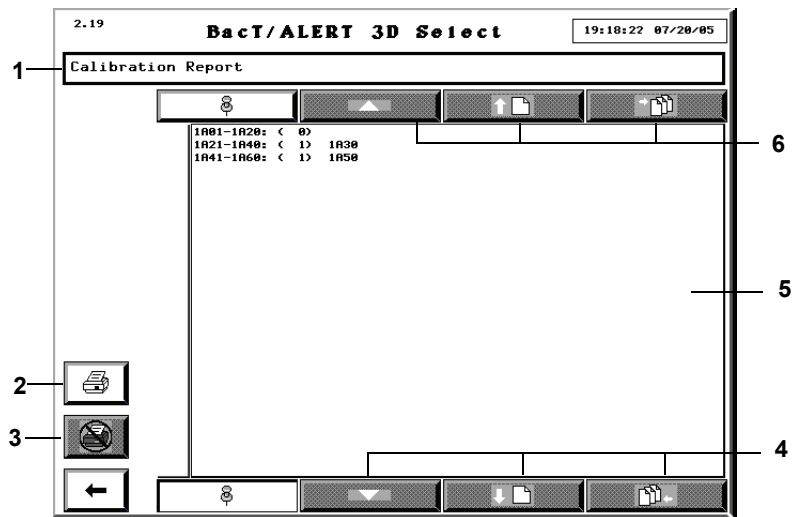 2.19
BacT/ALERT 3D Select
19:18:22 07/20/05
1
Calibration Report
1A01-1A20: ( 0)
1A21-1A40: ( 1) 1A30
1A41-1A60: ( 1) 1A50
6
5
2
3
4